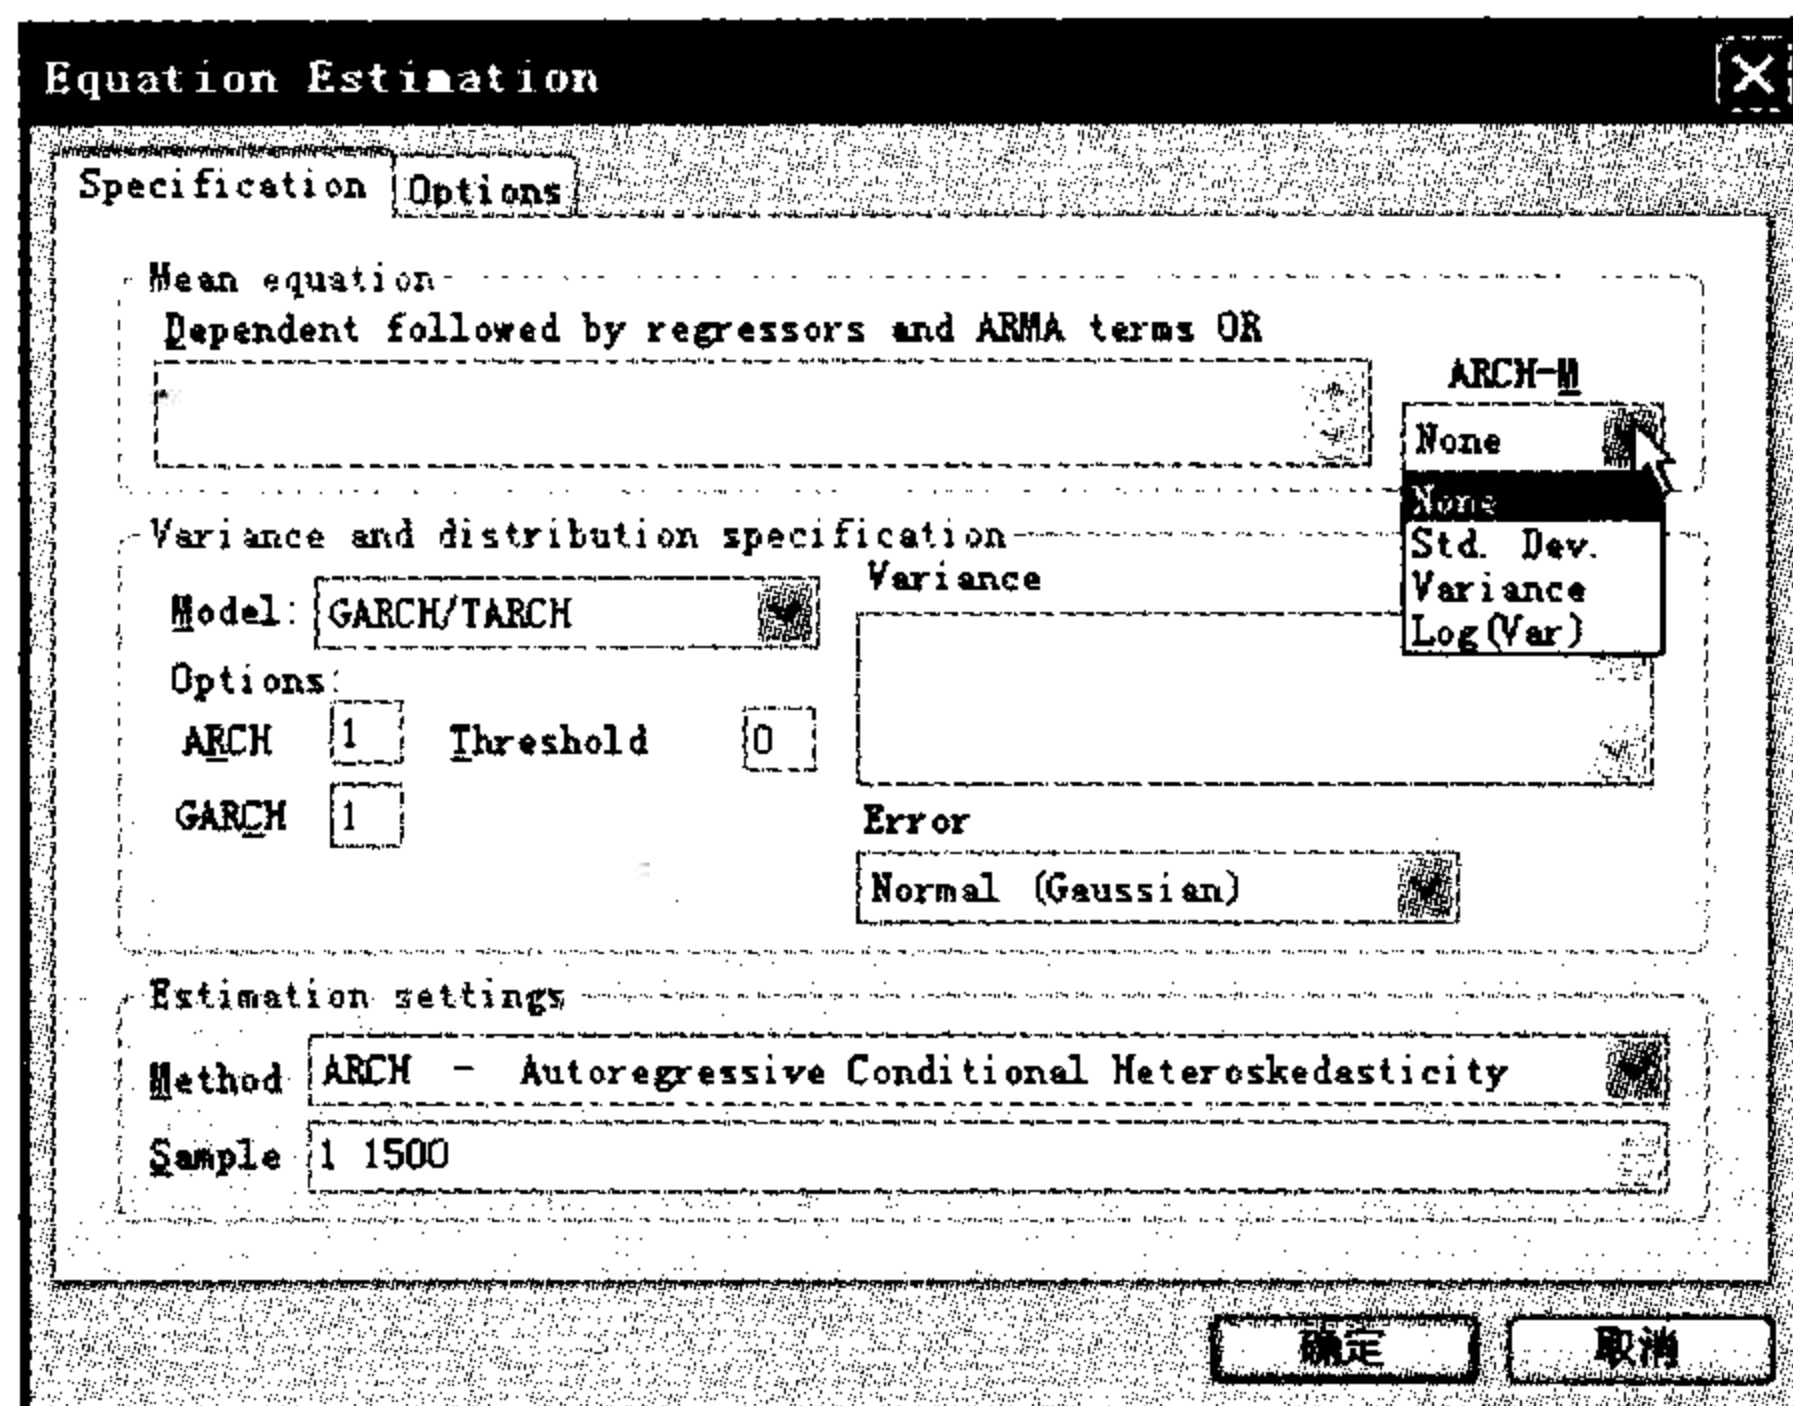 Equation Estimation
Specification Options
Mean equation
Dependent followed by regressors and ARMA terms OR
ARCH-M
None
None
Std. Dev.
Variance
Log(Var)
Variance and distribution specification
Model: GARCH/TARCH
Variance
Options:
ARCH 1 Threshold 0
GARCH 1
Error
Normal (Gaussian)
Estimation settings
Method ARCH - Autoregressive Conditional Heteroskedasticity
Sample 1 1500
确定 取消